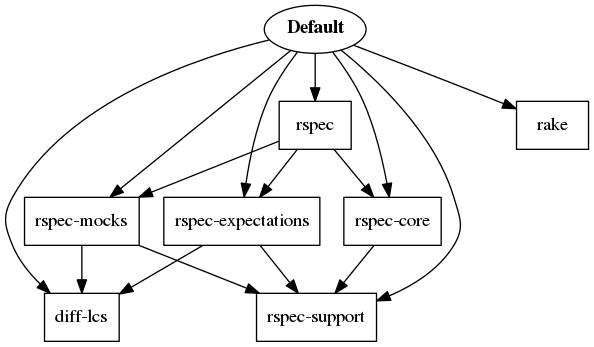 Default
rspec
rake
rspec-mocks
rspec-expectations
rspec-core
diff-lcs
rspec-support